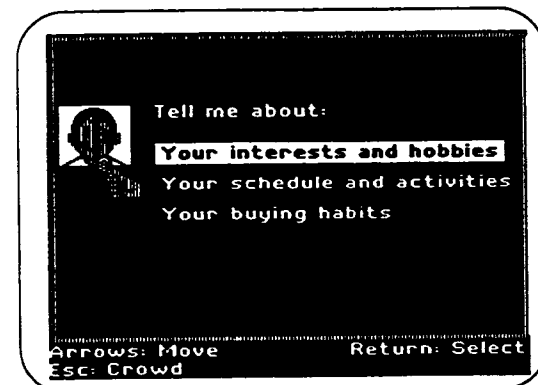 Tell me about:
Your interests and hobbies
Your schedule and activities
Your buying habits
Arrows: Move Return: Select
Esc: Crowd